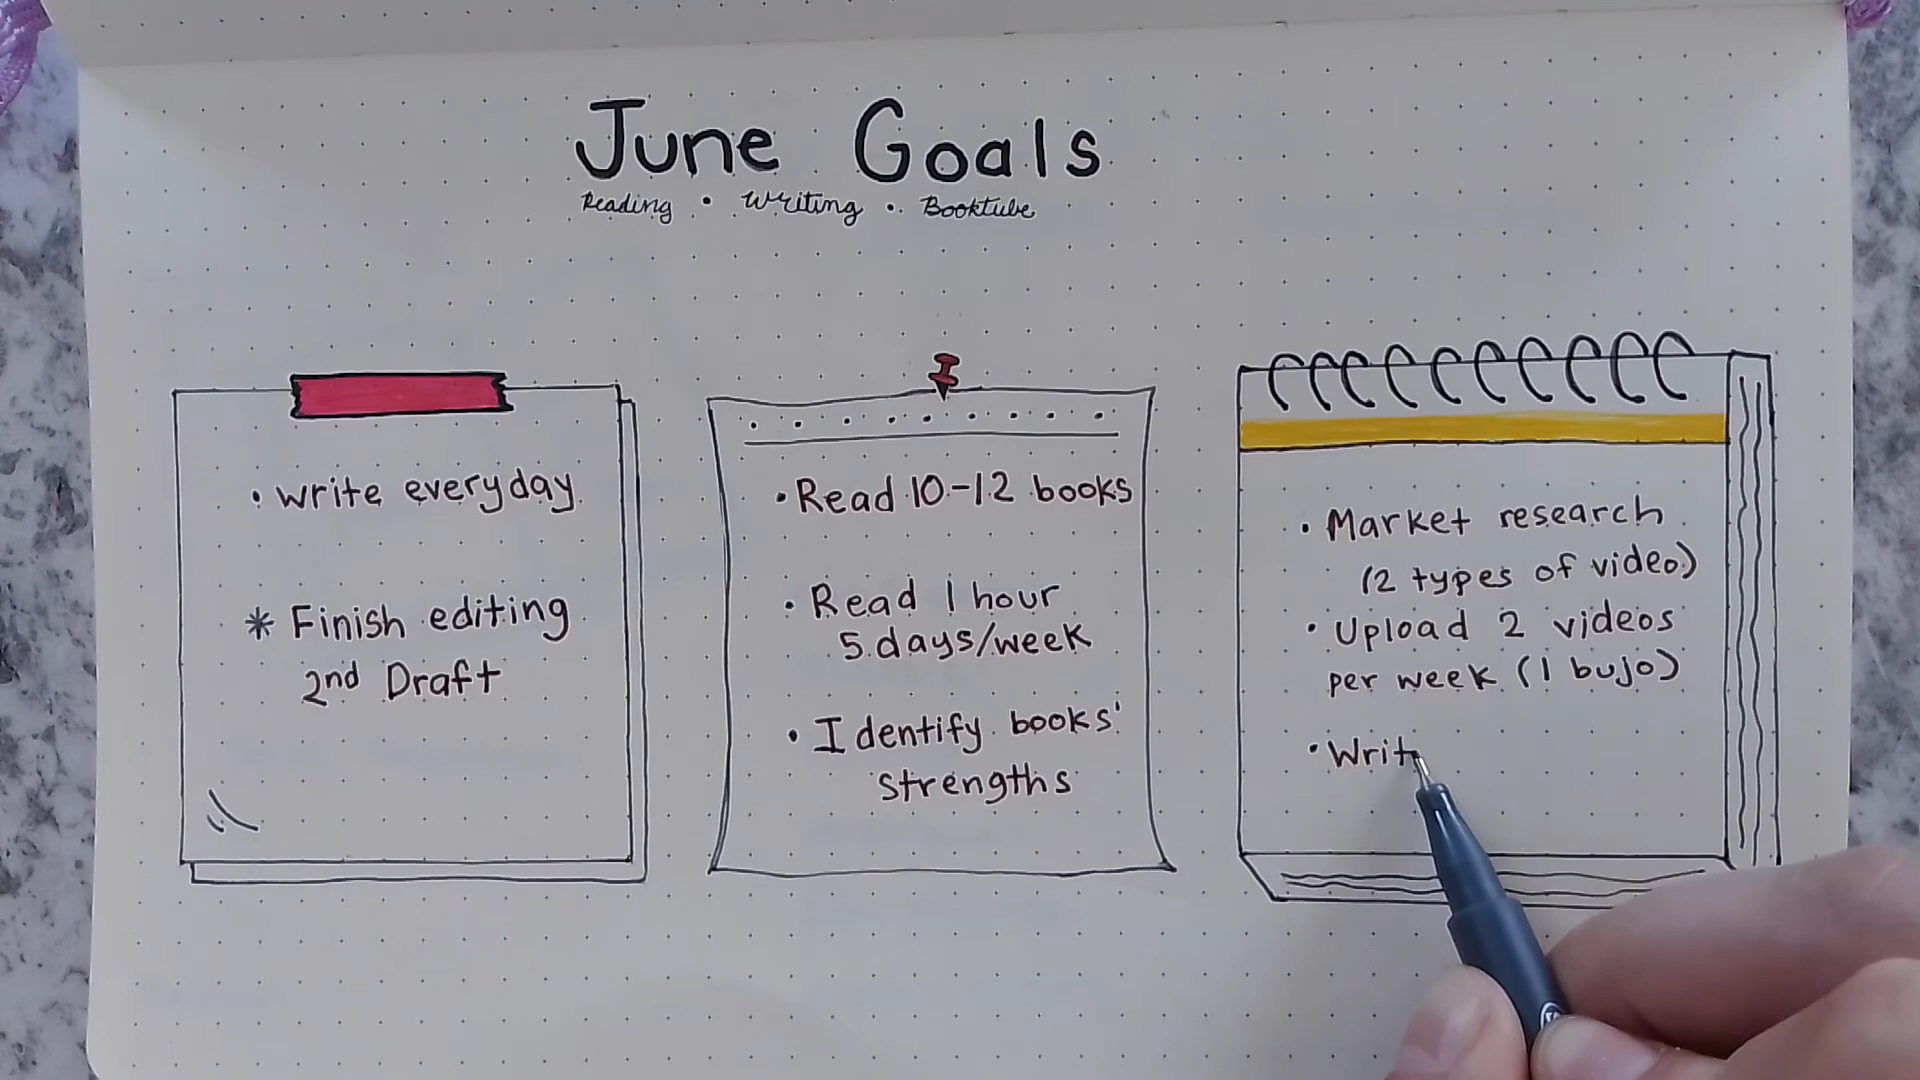 June Goals
Reading • Writing • Booktube
• write everyday
* Finish editing
2nd Draft
• Read 10-12 books
• Read 1 hour
5 days/week
• Identify books'
strengths
• Market research
(2 types of video)
• Upload 2 videos
per week (1 bujo)
• Writ